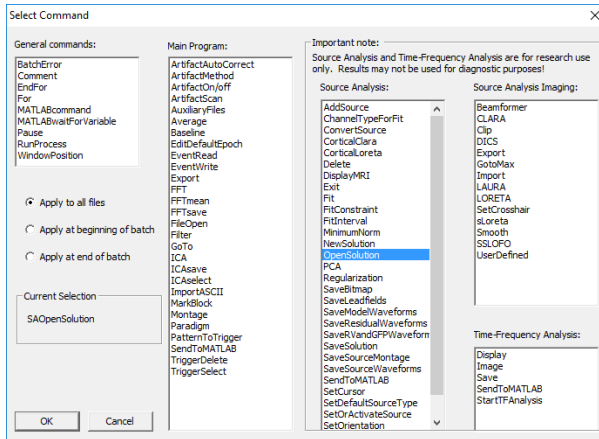 Select Command
General commands:
BatchError
Comment
EndFor
For
MATLABcommand
MATLABwaitForVariable
Pause
RunProcess
WindowPosition
Apply to all files
Apply at beginning of batch
Apply at end of batch
Current Selection
SAOpenSolution
OK
Cancel
Main Program:
ArtifactAutoCorrect
ArtifactMethod
ArtifactOn/off
ArtifactScan
AuxiliaryFiles
Average
Baseline
EditDefaultEpoch
EventRead
EventWrite
Export
FFT
FFTmean
FFTsave
FileOpen
Filter
GoTo
ICA
ICAsave
ICAselect
ImportASCII
MarkBlock
Montage
Paradigm
PatternToTrigger
SendToMATLAB
TriggerDelete
TriggerSelect
Important note:
Source Analysis and Time-Frequency Analysis are for research use
only. Results may not be used for diagnostic purposes!
Source Analysis:
AddSource
ChannelTypeForFit
ConvertSource
CorticalClara
CorticalLoreta
Delete
DisplayMRI
Exit
Fit
FitConstraint
FitInterval
MinimumNorm
NewSolution
OpenSolution
PCA
Regularization
SaveBitmap
SaveLeadfields
SaveModelWaveforms
SaveResidualWaveforms
SaveRVandGFPWaveform
SaveSolution
SaveSourceMontage
SaveSourceWaveforms
SendToMATLAB
SetCursor
SetDefaultSourceType
SetOrActivateSource
SetOrientation
Source Analysis Imaging:
Beamformer
CLARA
Clip
DICS
Export
GotoMax
Import
LAURA
LORETA
SetCrosshair
sLoreta
Smooth
SSLOFO
UserDefined
Time-Frequency Analysis:
Display
Image
Save
SendToMATLAB
StartTFAnalysis